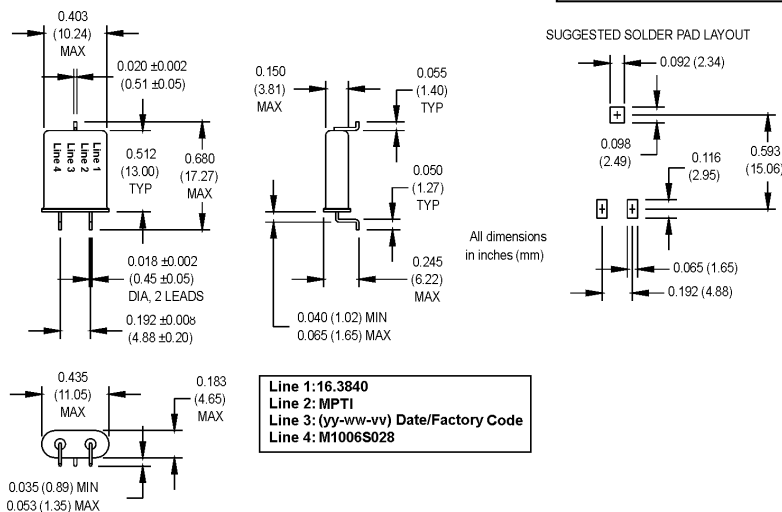 0.403
(10.24)
MAX
0.020 ±0.002
(0.51 ±0.05)
Line 1
Line 2
Line 3
Line 4
0.512
(13.00)
TYP
0.680
(17.27)
MAX
0.018 ±0.002
(0.45 ±0.05)
DIA, 2 LEADS
0.192 ±0.008
(4.88 ±0.20)
0.150
(3.81)
MAX
0.055
(1.40)
TYP
0.050
(1.27)
TYP
0.245
(6.22)
MAX
0.040 (1.02) MIN
0.065 (1.65) MAX
SUGGESTED SOLDER PAD LAYOUT
0.092 (2.34)
0.098
(2.49)
0.116
(2.95)
0.593
(15.06)
All dimensions
in inches (mm)
0.065 (1.65)
0.192 (4.88)
0.435
(11.05)
MAX
0.183
(4.65)
MAX
0.035 (0.89) MIN
0.053 (1.35) MAX
Line 1:16.3840
Line 2: MPTI
Line 3: (yy-ww-vv) Date/Factory Code
Line 4: M1006S028